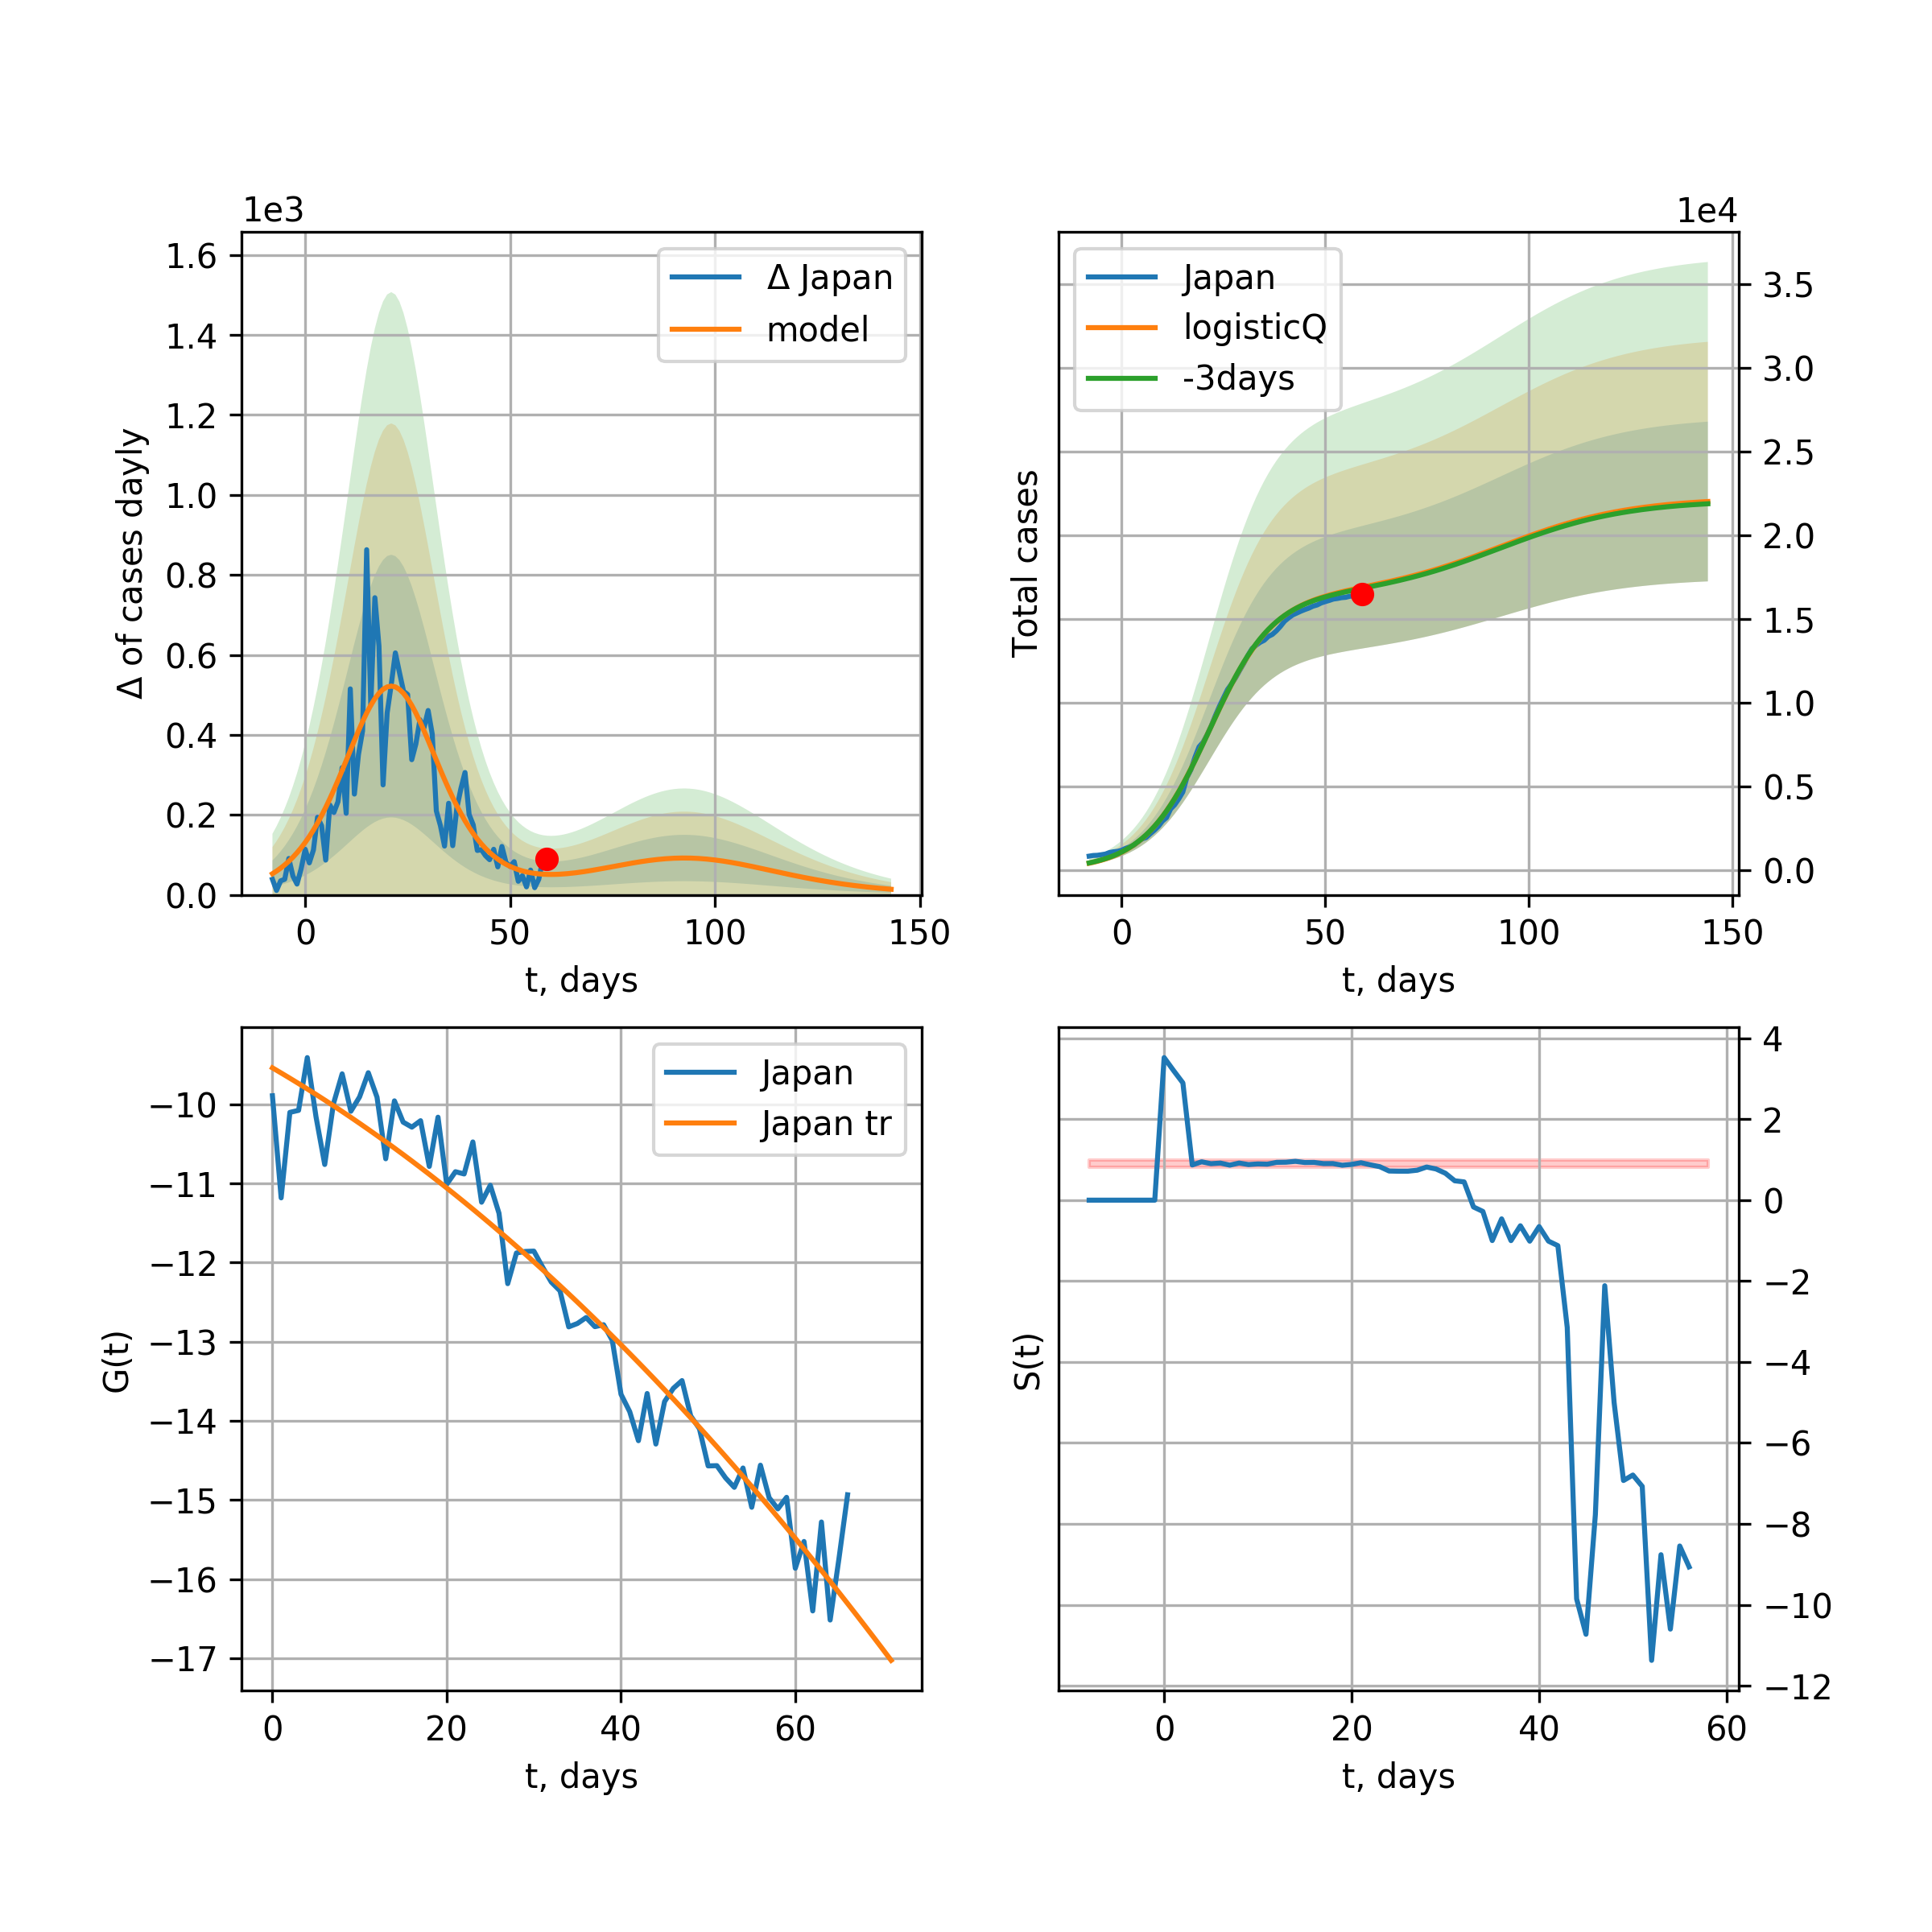 1e3
1.6
1.4
1.2
1.0
0.8
0.6
0.4
0.2
0.0
Δ of cases dayly
Δ Japan
model
0 50 100 150
t, days
1e4
Japan
logisticQ
-3days
Total cases
3.5
3.0
2.5
2.0
1.5
1.0
0.5
0.0
0 50 100 150
t, days
Japan
Japan tr
G(t)
−10
−11
−12
−13
−14
−15
−16
−17
0 20 40 60
t, days
S(t)
4
2
0
−2
−4
−6
−8
−10
−12
0 20 40 60
t, days